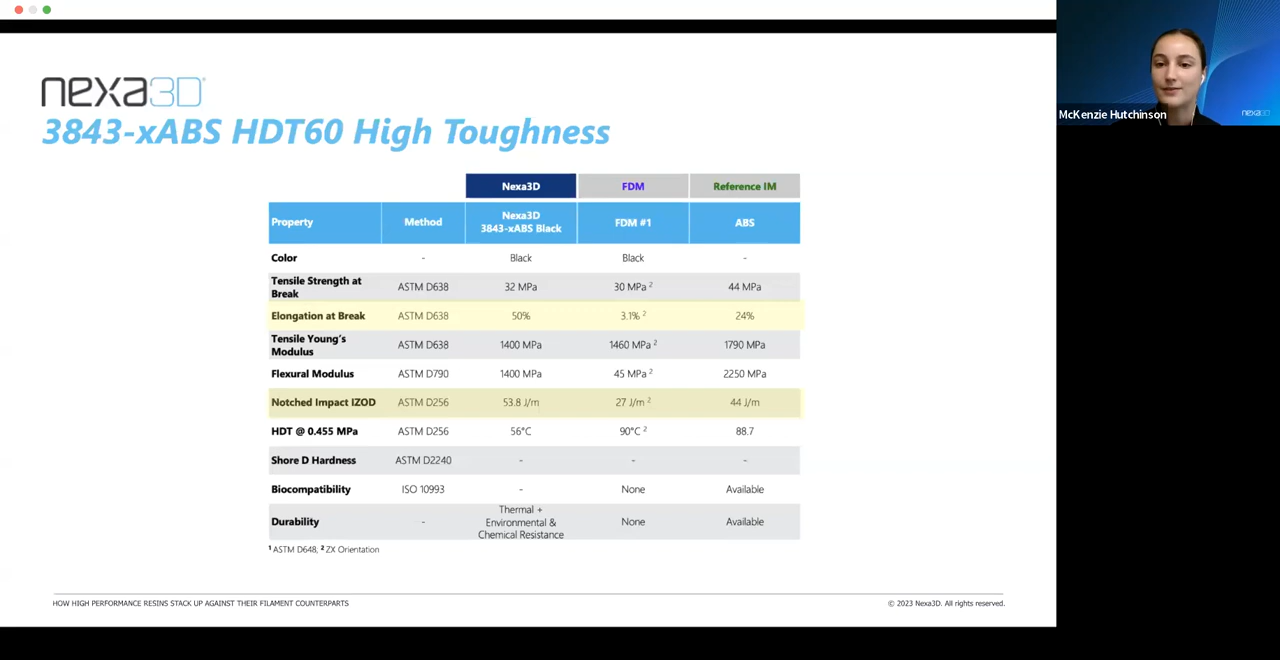 nexa3D
3843-xABS HDT60 High Toughness
Nexa3D FDM Reference IM
Property Method Nexa3D 3843-xABS Black FDM #1 ABS
Color - Black Black -
Tensile Strength at Break ASTM D638 32 MPa 30 MPa ² 44 MPa
Elongation at Break ASTM D638 50% 3.1% ² 24%
Tensile Young's Modulus ASTM D638 1400 MPa 1460 MPa ² 1790 MPa
Flexural Modulus ASTM D790 1400 MPa 45 MPa ² 2250 MPa
Notched Impact IZOD ASTM D256 53.8 J/m 27 J/m ² 44 J/m
HDT @ 0.455 MPa ASTM D256 56°C 90°C ² 88.7
Shore D Hardness ASTM D2240 - - -
Biocompatibility ISO 10993 - None Available
Durability - Thermal + Environmental & Chemical Resistance None Available
¹ ASTM D648; ² ZX Orientation
HOW HIGH PERFORMANCE RESINS STACK UP AGAINST THEIR FILAMENT COUNTERPARTS
© 2023 Nexa3D. All rights reserved.
McKenzie Hutchinson
nexa3D